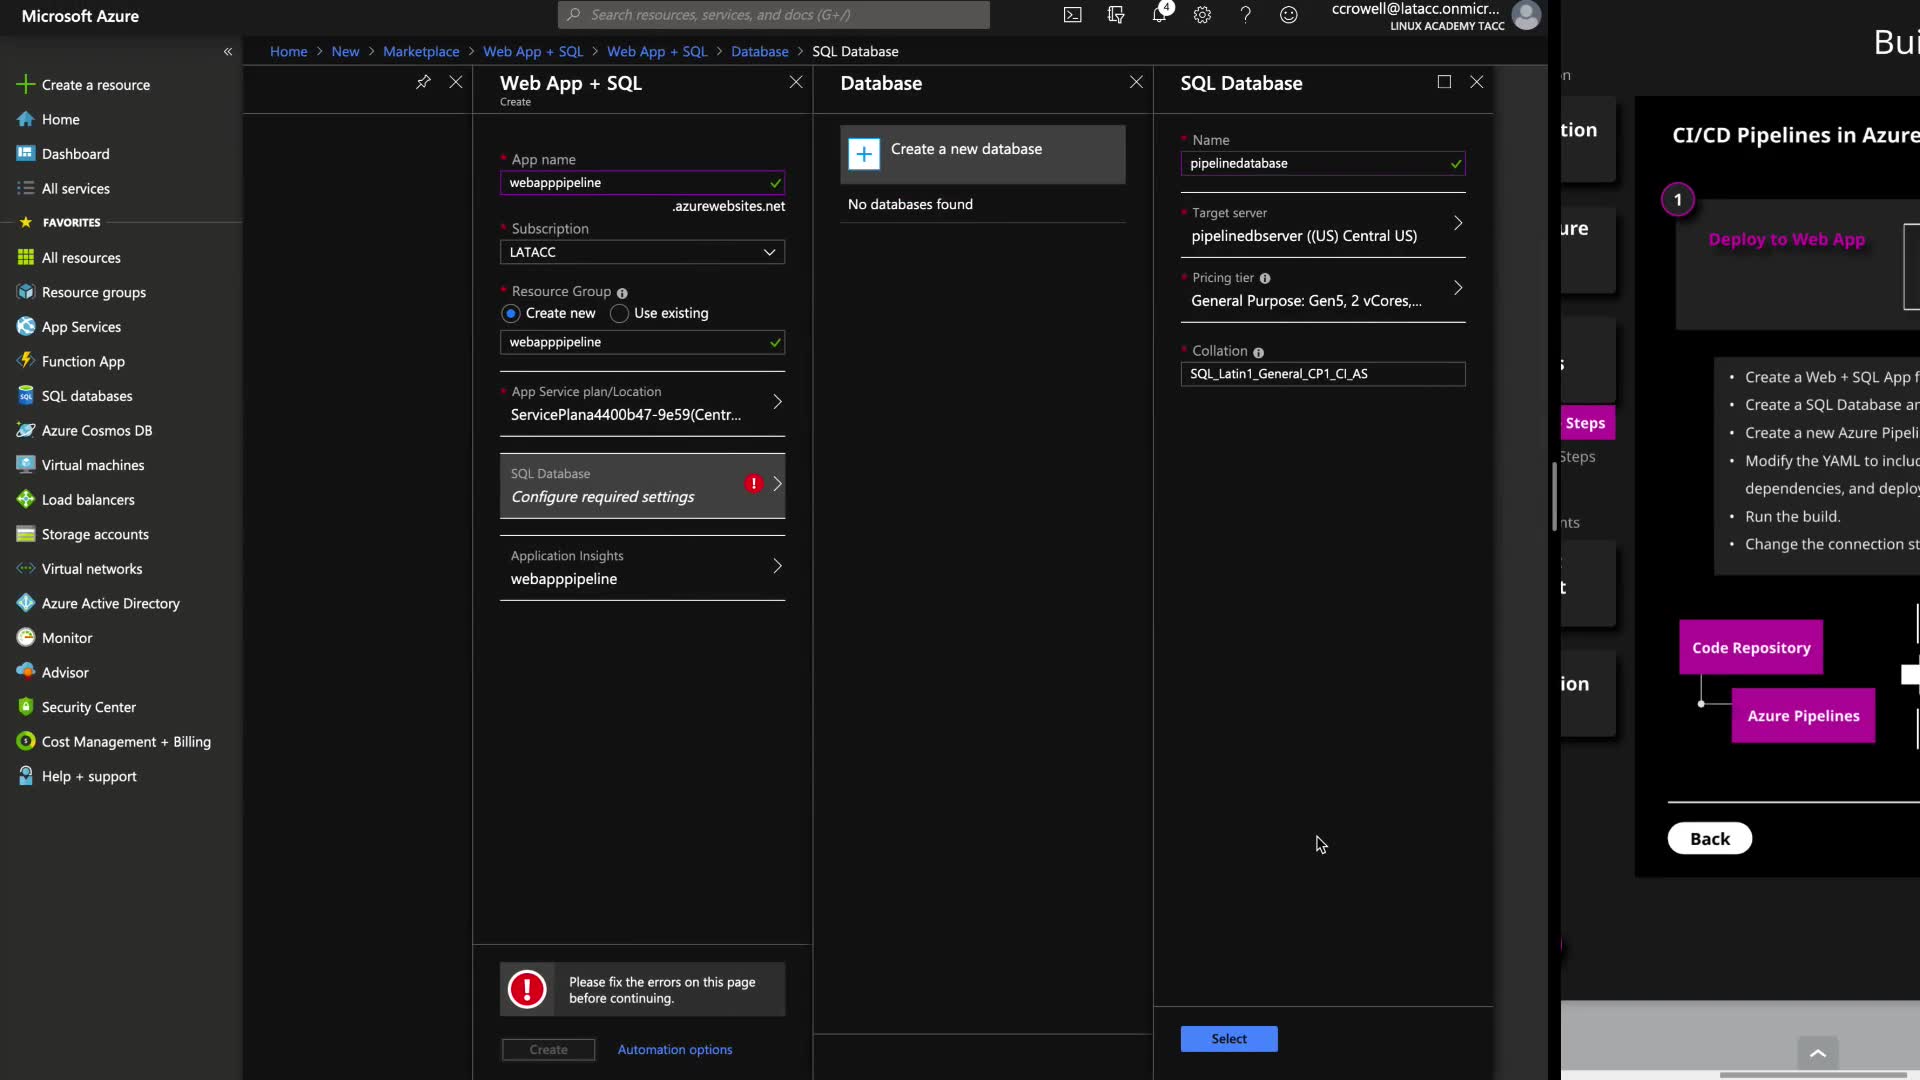 Microsoft Azure
Search resources, services, and docs (G+/)
4
ccrowell@latacc.onmicr...
LINUX ACADEMY TACC
Home > New > Marketplace > Web App + SQL > Web App + SQL > Database > SQL Database
Create a resource
Home
Dashboard
All services
FAVORITES
All resources
Resource groups
App Services
Function App
SQL databases
Azure Cosmos DB
Virtual machines
Load balancers
Storage accounts
Virtual networks
Azure Active Directory
Monitor
Advisor
Security Center
Cost Management + Billing
Help + support
Web App + SQL
Create
* App name
webapppipeline
.azurewebsites.net
* Subscription
LATACC
* Resource Group
Create new
Use existing
webapppipeline
* App Service plan/Location
ServicePlana4400b47-9e59(Centr...
SQL Database
Configure required settings
Application Insights
webapppipeline
Please fix the errors on this page
before continuing.
Create
Automation options
Database
Create a new database
No databases found
SQL Database
* Name
pipelinedatabase
* Target server
pipelinedbserver ((US) Central US)
* Pricing tier
General Purpose: Gen5, 2 vCores,...
* Collation
SQL_Latin1_General_CP1_CI_AS
Select
Bui
n
tion
ure
s
Steps
Steps
nts
t
ion
CI/CD Pipelines in Azure
1
Deploy to Web App
• Create a Web + SQL App f
• Create a SQL Database an
• Create a new Azure Pipeli
• Modify the YAML to includ
dependencies, and deploy
• Run the build.
• Change the connection st
Code Repository
Azure Pipelines
Back